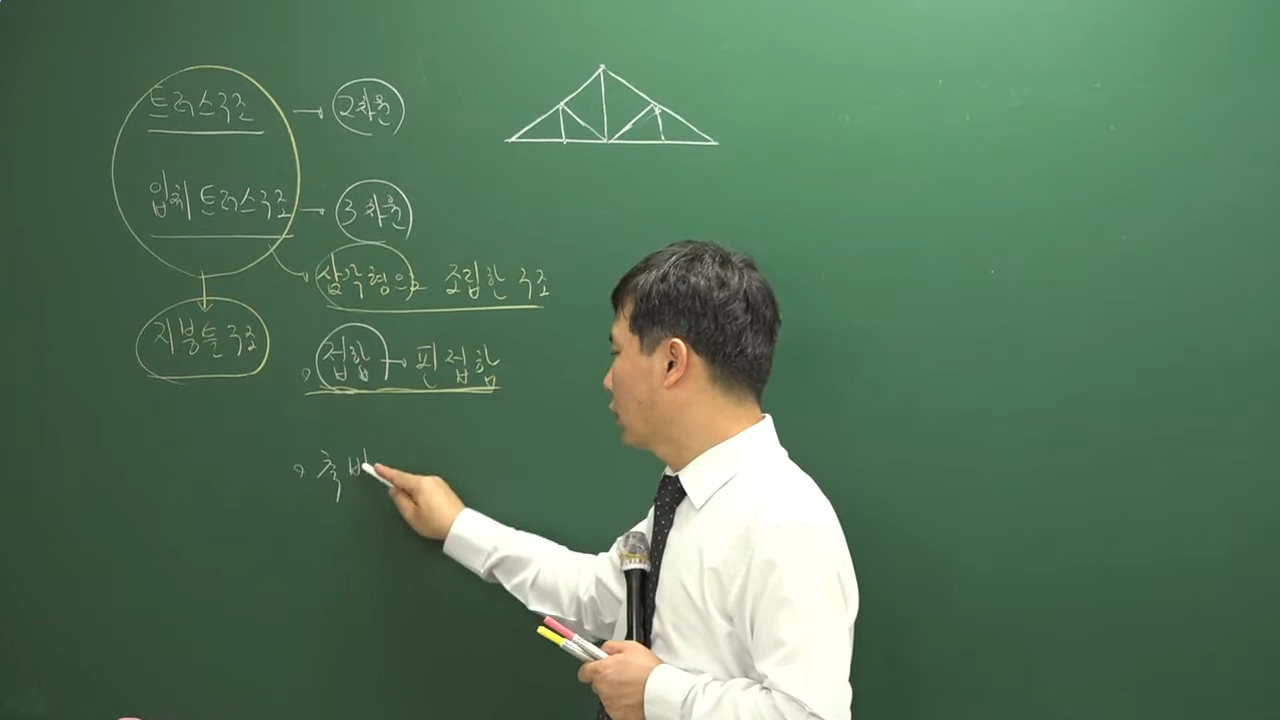 트러스구조 → 2차원
입체 트러스구조 → 3차원
삼각형으로 조립한 구조
지붕틀구조
접합 → 핀접합
축방